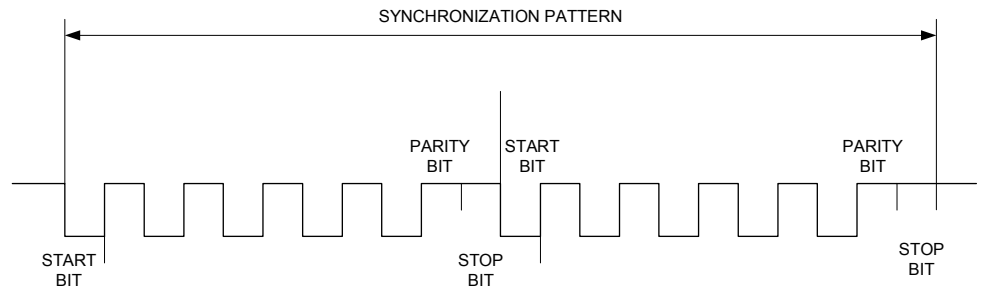 SYNCHRONIZATION PATTERN
PARITY
BIT
START
BIT
PARITY
BIT
START
BIT
STOP
BIT
STOP
BIT